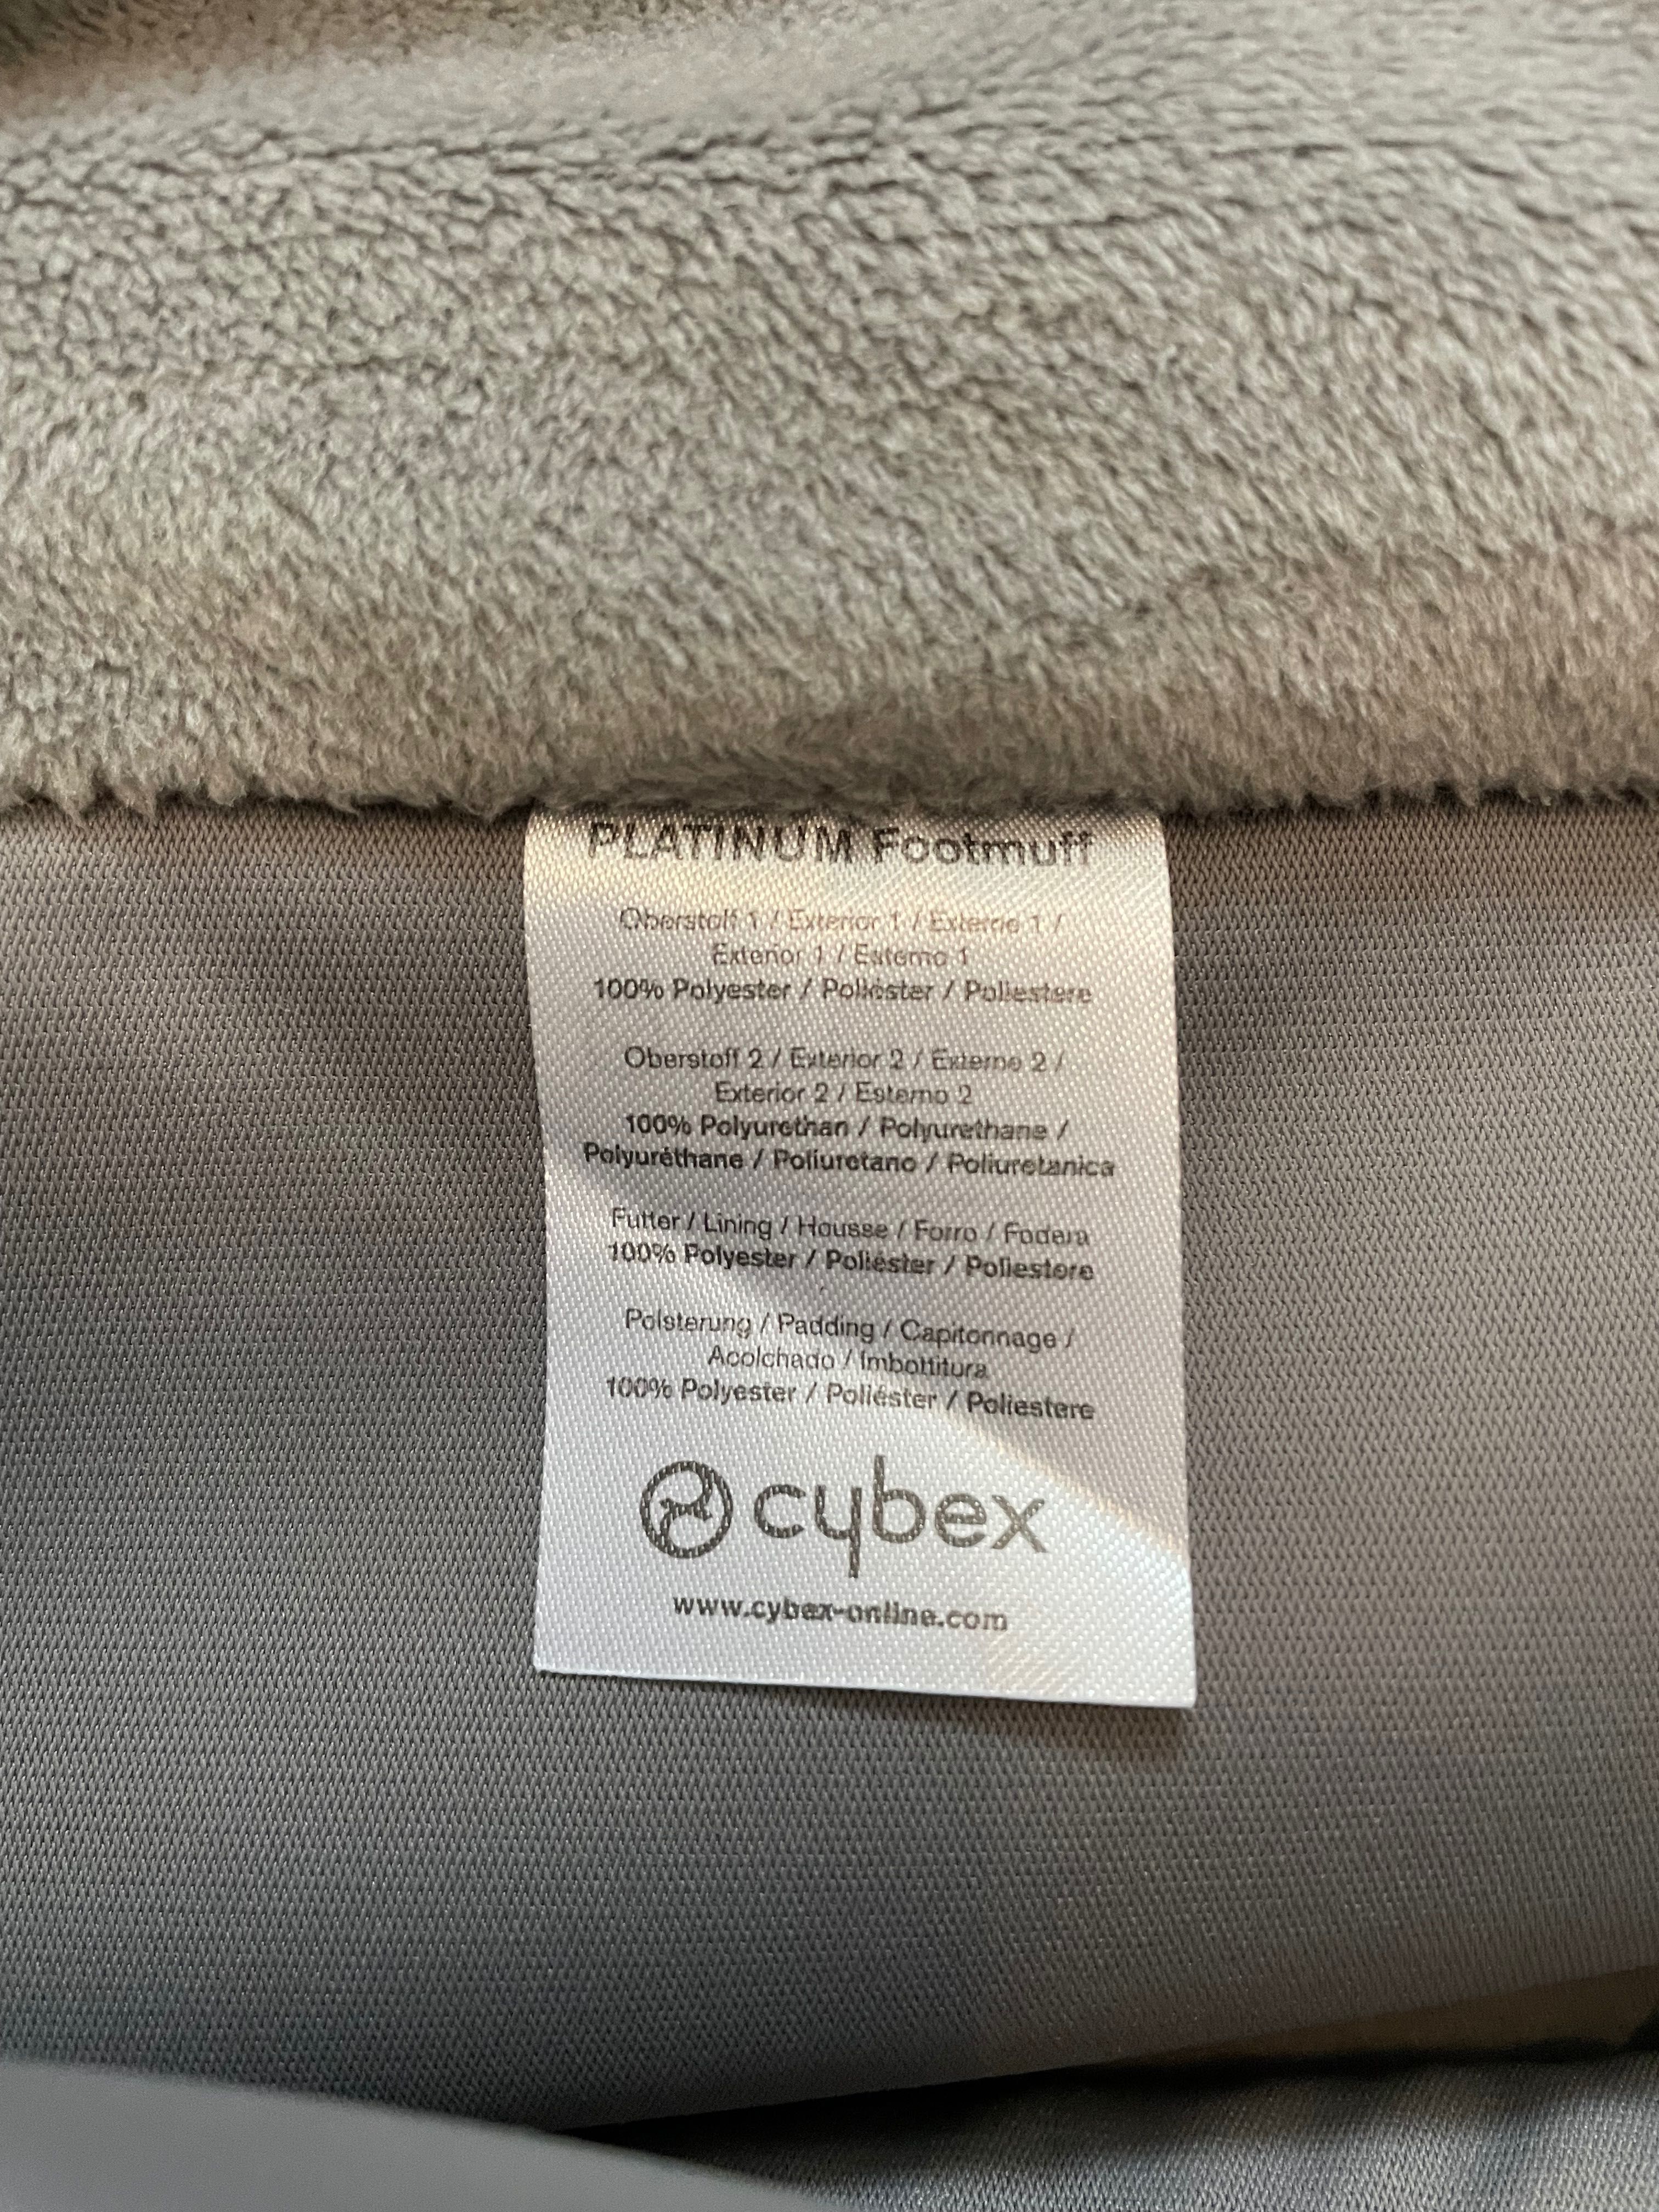 PLATINUM Footmuff
Oberstoff 1 / Exterior 1 / Externe 1 /
Exterior 1 / Esterno 1
100% Polyester / Poliéster / Poliestere
Oberstoff 2 / Exterior 2 / Externe 2 /
Exterior 2 / Esterno 2
100% Polyurethan / Polyurethane /
Polyuréthane / Poliuretano / Poliuretanica
Futter / Lining / Housse / Forro / Fodera
100% Polyester / Poliéster / Poliestere
Polsterung / Padding / Capitonnage /
Acolchado / Imbottitura
100% Polyester / Poliéster / Poliestere
cybex
www.cybex-online.com